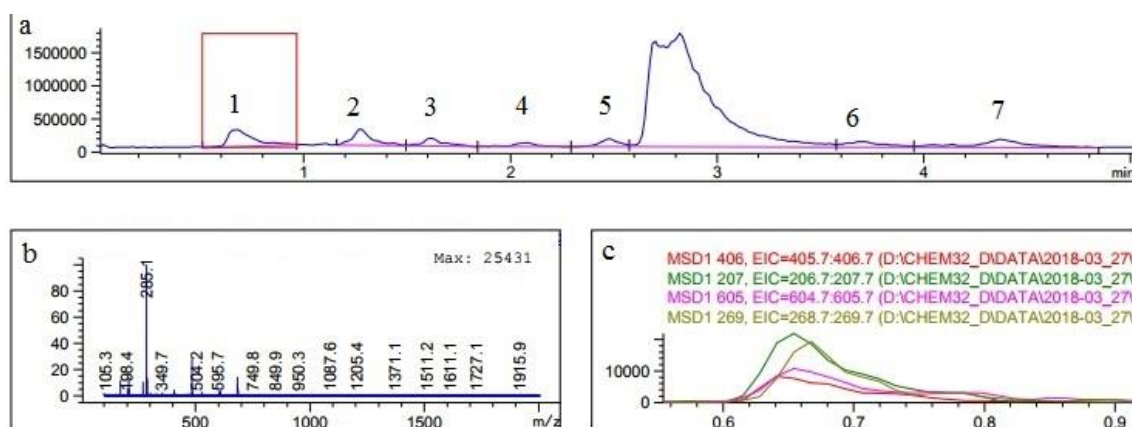 a
1500000
1000000
500000
0
1 2 3 4 5 6 7
1 2 3 4 min
b
Max: 25431
80
60
40
20
0
105.3 198.4 285.1 349.7 504.2 595.7 749.8 849.9 950.3 1087.6 1205.4 1371.1 1511.2 1611.1 1727.1 1915.9
500 1000 1500 m/z
c
MSD1 406, EIC=405.7:406.7 (D:\CHEM32_D\DATA\2018-03_27\
MSD1 207, EIC=206.7:207.7 (D:\CHEM32_D\DATA\2018-03_27\
MSD1 605, EIC=604.7:605.7 (D:\CHEM32_D\DATA\2018-03_27\
MSD1 269, EIC=268.7:269.7 (D:\CHEM32_D\DATA\2018-03_27\
10000
0
0.6 0.7 0.8 0.9